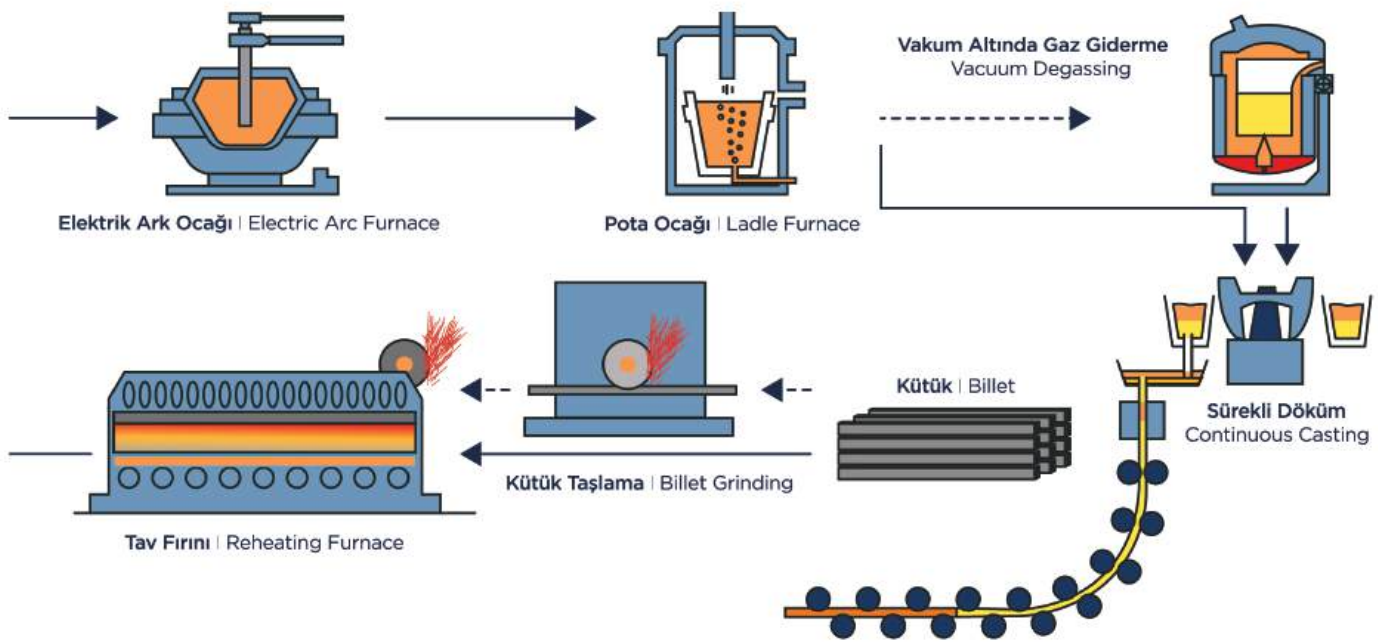 Vakum Altında Gaz Giderme
Vacuum Degassing
Elektrik Ark Ocağı | Electric Arc Furnace
Pota Ocağı | Ladle Furnace
Kütük | Billet
Sürekli Döküm
Continuous Casting
Kütük Taşlama | Billet Grinding
Tav Fırını | Reheating Furnace